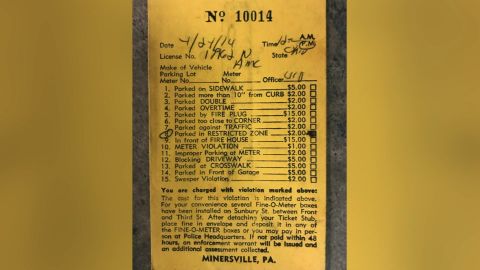 Nº 10014
Date 4/24/74 Time 12 A.M. P.M.
License No. 1962 N State Ohio
Make of Vehicle AMC
Parking Lot Meter
Meter No. No. Officer
1. Parked on SIDEWALK $5.00
2. Parked more than 10" from CURB $2.00
3. Parked DOUBLE $2.00
4. Parked OVERTIME $2.00
5. Parked by FIRE PLUG $15.00
6. Parked too close to CORNER $2.00
7. Parked against TRAFFIC $2.00
8. Parked in RESTRICTED ZONE $2.00
9. In front of FIRE HOUSE $15.00
10. METER VIOLATION $1.00
11. Improper Parking at METER $2.00
12. Blocking DRIVEWAY $5.00
13. Parked at CROSSWALK $5.00
14. Parked in Front of Garage $5.00
15. Sweeper Violation $2.00
You are charged with violation marked above:
The cost for this violation is indicated above.
For your convenience several Fine-O-Meter boxes
have been installed on Sunbury St. between Front
and Third St. After detaching your Ticket Stub,
place fine in envelope and deposit it in any of
the FINE-O-METER boxes or you may pay in per-
son at Police Headquarters. If not paid within 48
hours, an enforcement warrant will be issued and
an additional assessment collected.
MINERSVILLE, PA.